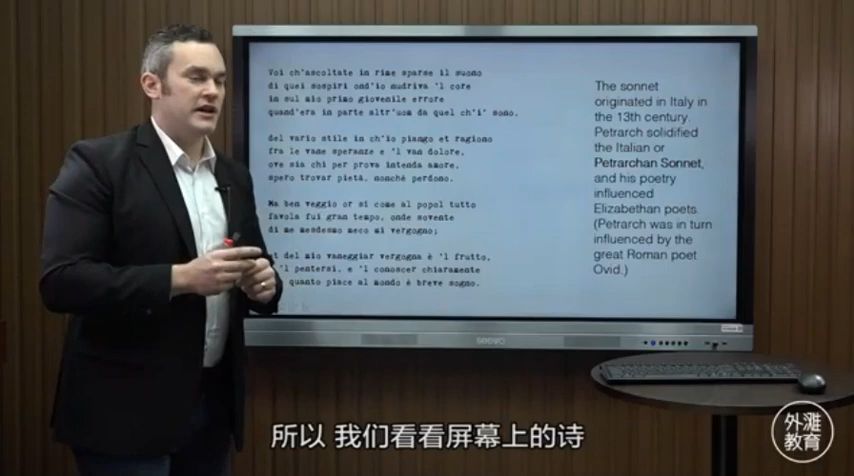 Voi ch'ascoltate in rime sparse il suono
di quei sospiri ond'io nudriva 'l core
in sul mio primo giovenile errore
quand'era in parte altr'uom da quel ch'i' sono,
del vario stile in ch'io piango et ragiono
fra le vane speranze e 'l van dolore,
ove sia chi per prova intenda amore,
spero trovar pietà, nonché perdono.
Ma ben veggio or sì come al popol tutto
favola fui gran tempo, onde sovente
di me medesmo meco mi vergogno;
del mio vaneggiar vergogna è 'l frutto,
'l pentersi, e 'l conoscer chiaramente
quanto piace al mondo è breve sogno.
The sonnet
originated in Italy in
the 13th century.
Petrarch solidified
the Italian or
Petrarchan Sonnet,
and his poetry
influenced
Elizabethan poets.
(Petrarch was in turn
influenced by the
great Roman poet
Ovid.)
seewo
所以 我们看看屏幕上的诗
外滩
教育